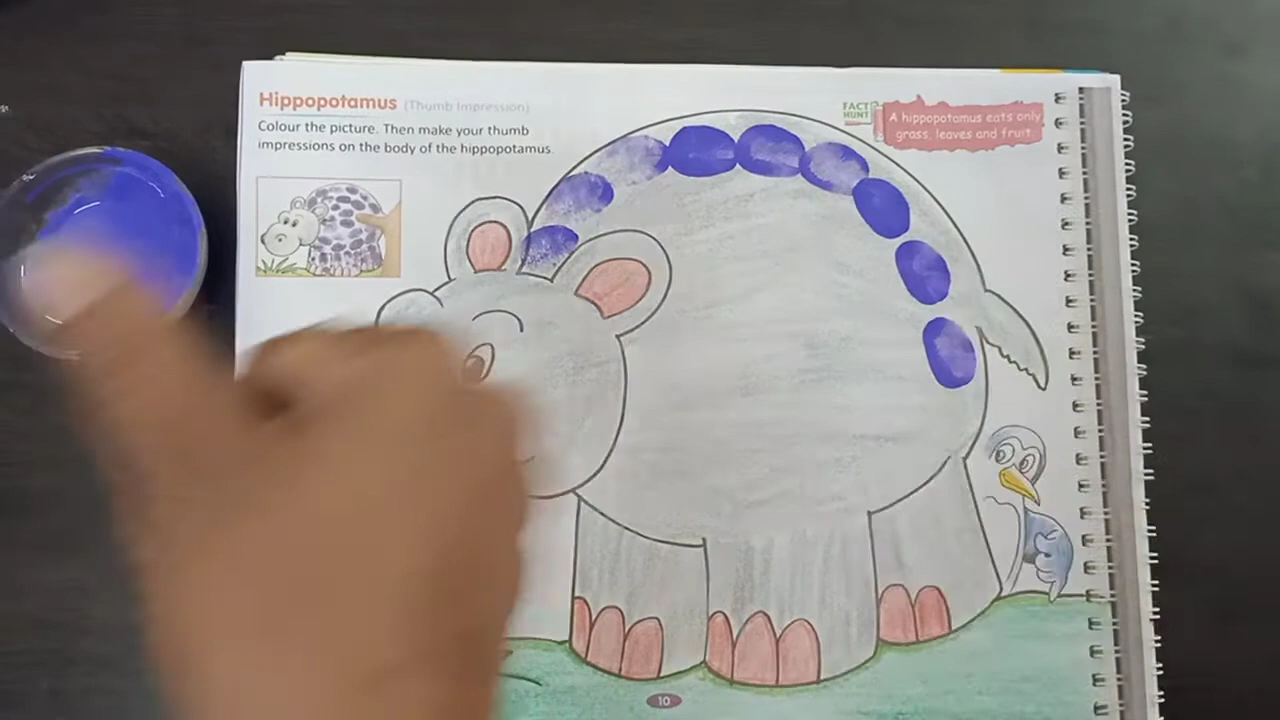 Hippopotamus (Thumb Impression)
Colour the picture. Then make your thumb
impressions on the body of the hippopotamus.
FACT
HUNT
A hippopotamus eats only
grass, leaves and fruit.
10